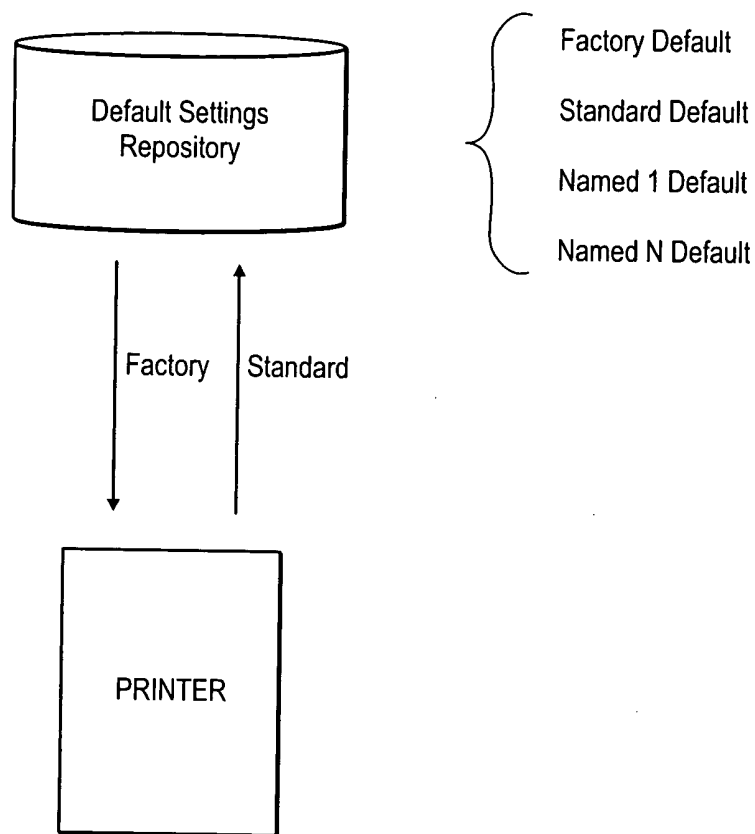 Default Settings
Repository
Factory Default
Standard Default
Named 1 Default
Named N Default
Factory
Standard
PRINTER